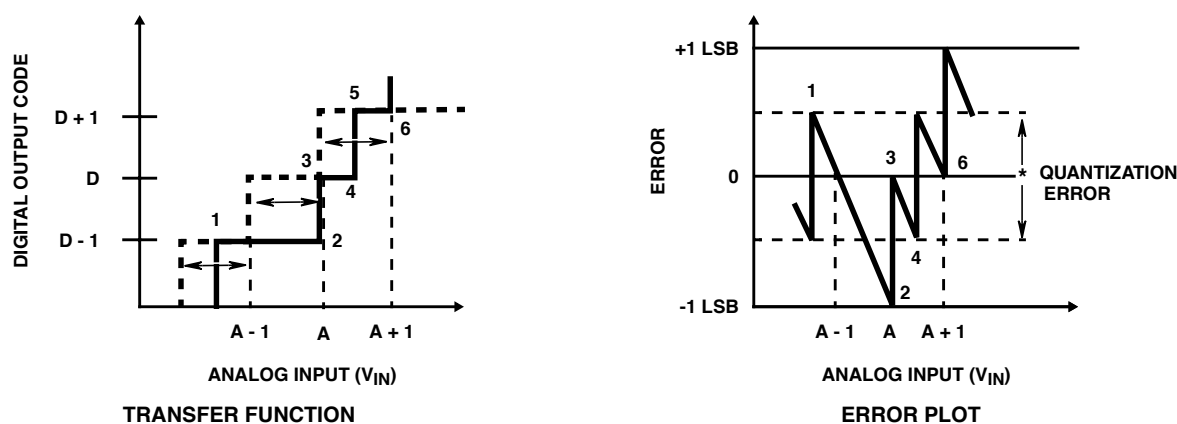 DIGITAL OUTPUT CODE
D + 1
D
D - 1
1
2
3
4
5
6
A - 1
A
A + 1
ANALOG INPUT (VIN)
TRANSFER FUNCTION
ERROR
+1 LSB
0
-1 LSB
1
2
3
4
6
* QUANTIZATION
ERROR
A - 1
A
A + 1
ANALOG INPUT (VIN)
ERROR PLOT